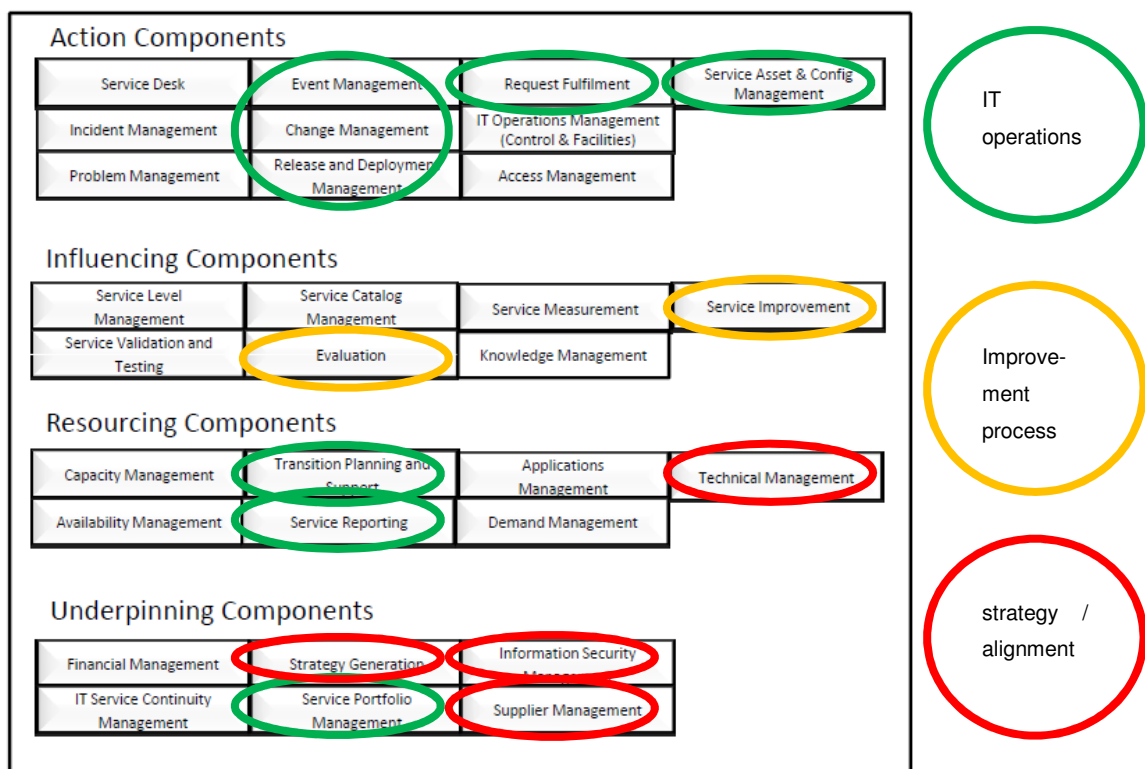 Action Components
Service Desk
Event Management
Request Fulfilment
Service Asset & Config
Management
Incident Management
Change Management
IT Operations Management
(Control & Facilities)
Problem Management
Release and Deployment
Management
Access Management
Influencing Components
Service Level
Management
Service Catalog
Management
Service Measurement
Service Improvement
Service Validation and
Testing
Evaluation
Knowledge Management
Resourcing Components
Capacity Management
Transition Planning and
Support
Applications
Management
Technical Management
Availability Management
Service Reporting
Demand Management
Underpinning Components
Financial Management
Strategy Generation
Information Security
IT Service Continuity
Management
Service Portfolio
Management
Supplier Management
IT
operations
Improve-
ment
process
strategy /
alignment